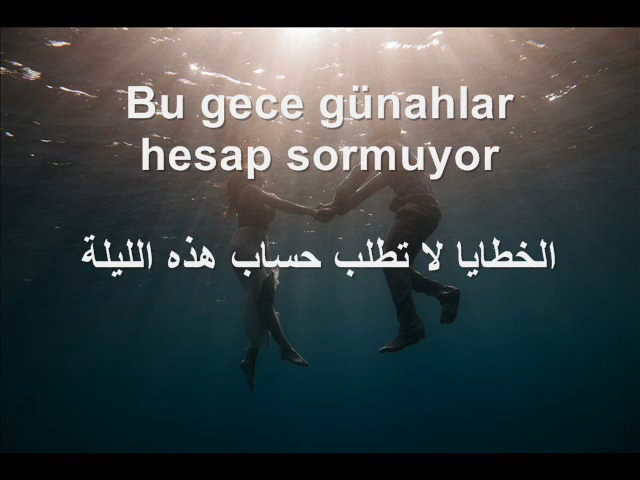 Bu gece günahlar
hesap sormuyor
الخطايا لا تطلب حساب هذه الليلة